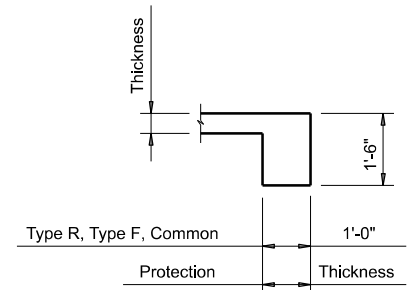 Thickness
1'-6"
Type R, Type F, Common 1'-0"
Protection Thickness